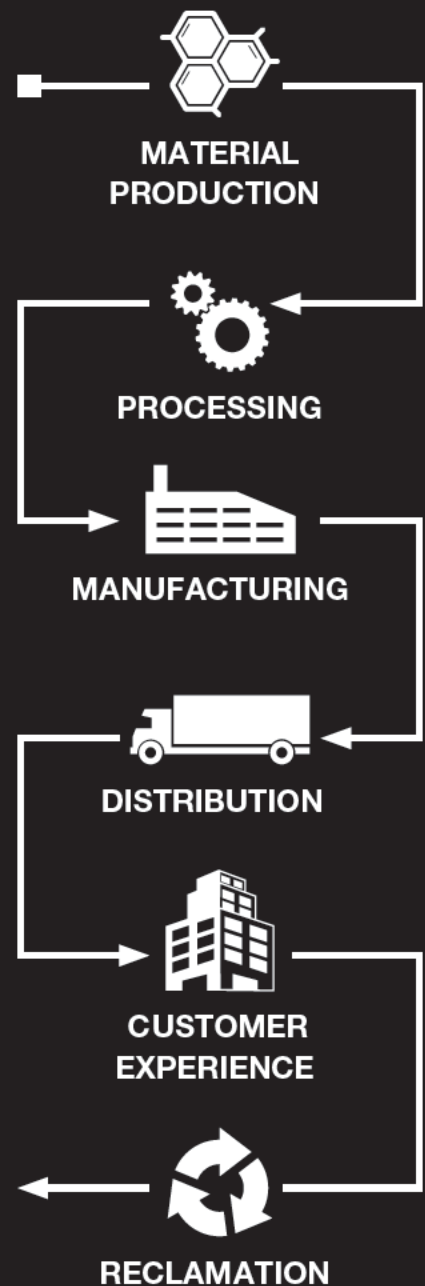 MATERIAL
PRODUCTION
PROCESSING
MANUFACTURING
DISTRIBUTION
CUSTOMER
EXPERIENCE
RECLAMATION